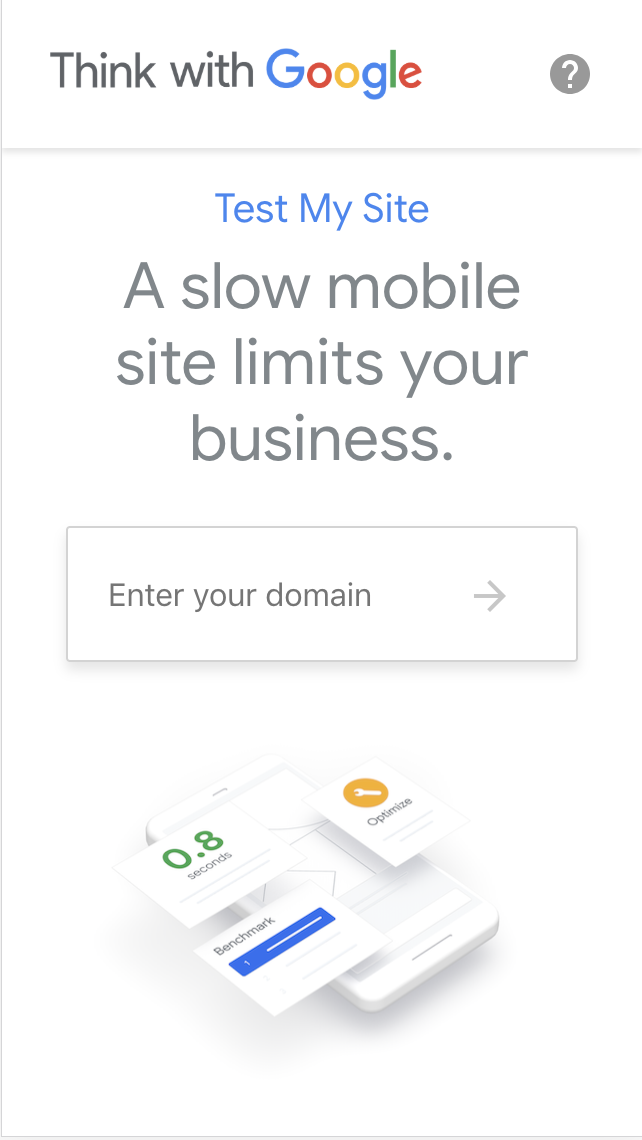 Think with Google
?
Test My Site
A slow mobile
site limits your
business.
Enter your domain
Optimize
0.8
seconds
Benchmark
1